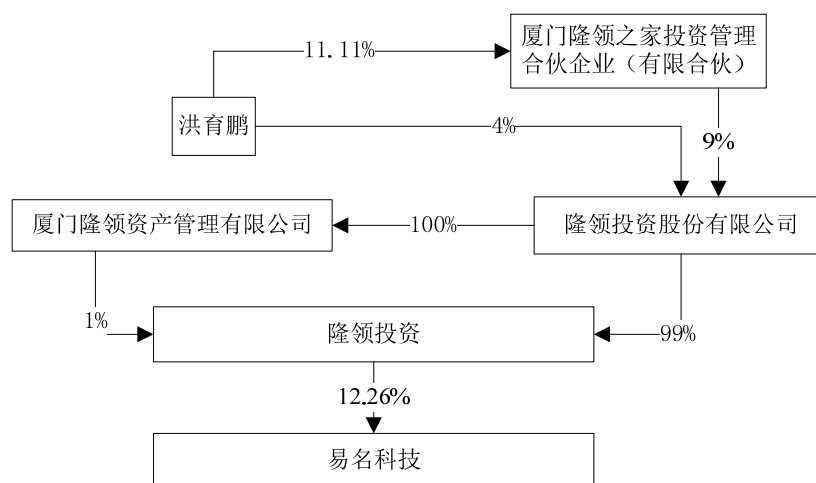 厦门隆领之家投资管理
合伙企业（有限合伙）
11.11%
洪育鹏
4%
9%
厦门隆领资产管理有限公司
100%
隆领投资股份有限公司
1%
隆领投资
99%
12.26%
易名科技